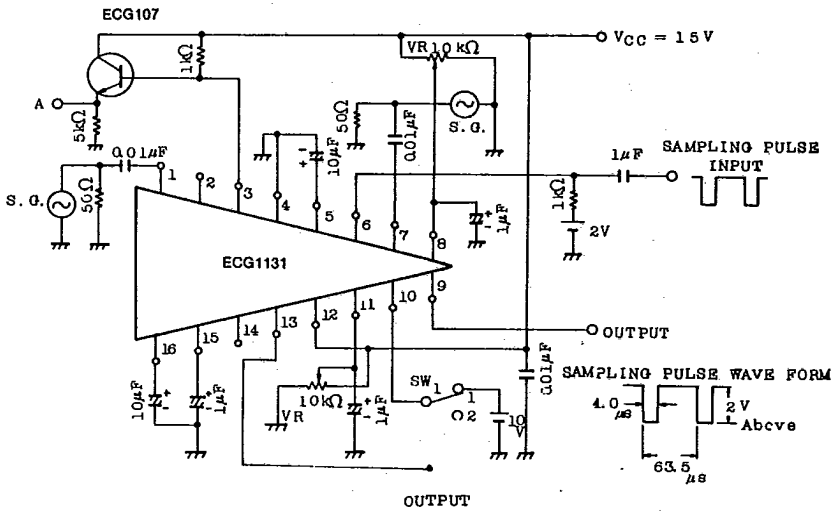 ECG107
A
5kΩ
1kΩ
VR 10kΩ
VCC = 15V
50Ω
0.01µF
S.G.
S.G.
50Ω
0.01µF
10µF
+ -
1µF
SAMPLING PULSE
INPUT
1kΩ
2V
1µF
+
-
1
2
3
4
5
6
7
8
ECG1131
9
10
11
12
13
14
15
16
OUTPUT
10µF
+
-
1µF
+
-
VR
10kΩ
1µF
+
-
SW1
1
2
10V
0.01µF
SAMPLING PULSE WAVE FORM
4.0
µs
2V
Abcve
63.5
µs
OUTPUT